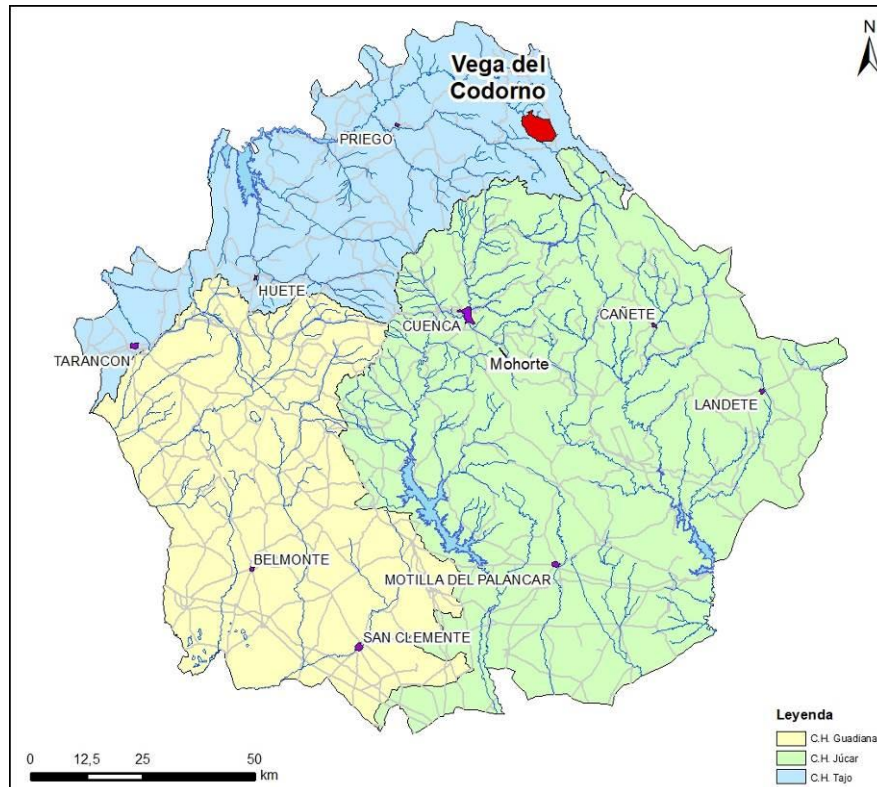 N
Vega del
Codorno
PRIEGO
HUETE
CUENCA
CAÑETE
TARANCON
Mohorte
LANDETE
BELMONTE
MOTILLA DEL PALANCAR
SAN CLEMENTE
Leyenda
C.H. Guadiana
C.H. Júcar
C.H. Tajo
0 12,5 25 50
km